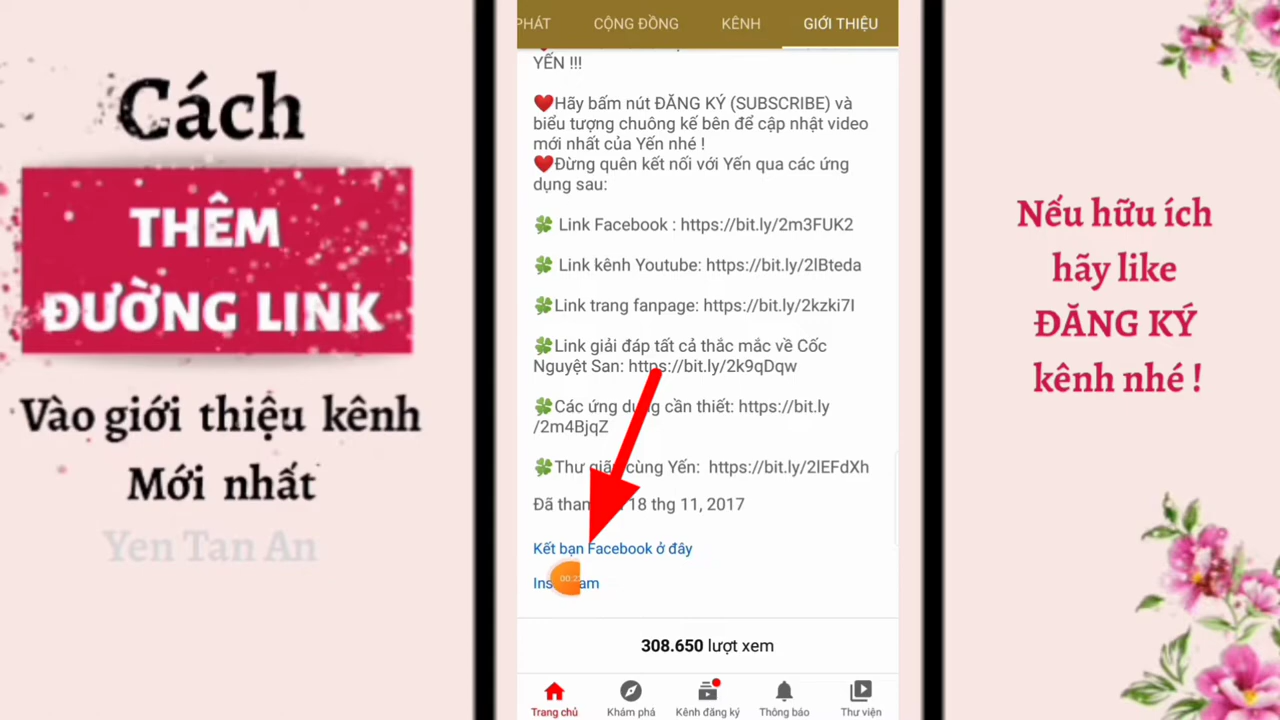 Cách
THÊM
ĐƯỜNG LINK
Vào giới thiệu kênh
Mới nhất
Yen Tan An
PHÁT CỘNG ĐỒNG KÊNH GIỚI THIỆU
YẾN !!!
❤️Hãy bấm nút ĐĂNG KÝ (SUBSCRIBE) và
biểu tượng chuông kế bên để cập nhật video
mới nhất của Yến nhé !
❤️Đừng quên kết nối với Yến qua các ứng
dụng sau:
🍀 Link Facebook : https://bit.ly/2m3FUK2
🍀 Link kênh Youtube: https://bit.ly/2lBteda
🍀Link trang fanpage: https://bit.ly/2kzki7I
🍀Link giải đáp tất cả thắc mắc về Cốc
Nguyệt San: https://bit.ly/2k9qDqw
🍀Các ứng dụng cần thiết: https://bit.ly
/2m4BjqZ
🍀Thư giãn cùng Yến: https://bit.ly/2lEFdXh
Đã tham 18 thg 11, 2017
Kết bạn Facebook ở đây
Instagram
308.650 lượt xem
Trang chủ Khám phá Kênh đăng ký Thông báo Thư viện
Nếu hữu ích
hãy like
ĐĂNG KÝ
kênh nhé !